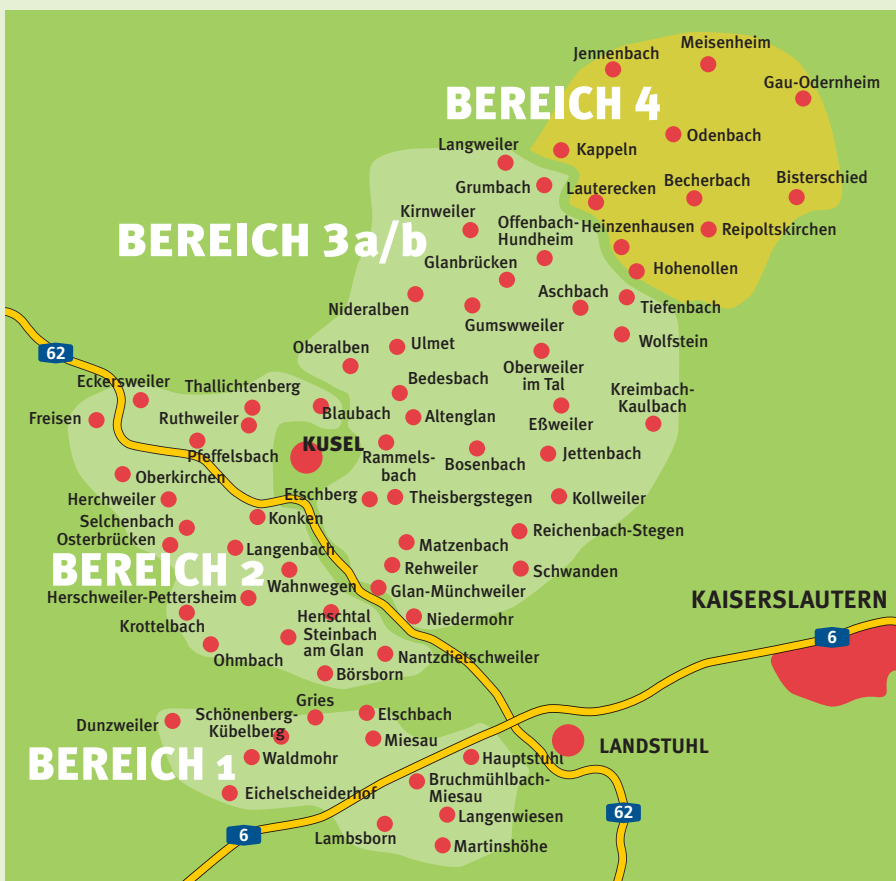 Jennenbach
Meisenheim
Gau-Odernheim
BEREICH 4
Odenbach
Langweiler
Kappeln
Grumbach
Lauterecken
Becherbach
Bisterschied
Kirnweiler
Offenbach-
Hundheim
Heinzenhausen
Reipoltskirchen
BEREICH 3a/b
Glanbrücken
Hohenollen
Aschbach
Nideralben
Tiefenbach
Gumswweiler
Wolfstein
62
Oberalben
Ulmet
Oberweiler
im Tal
Eckersweiler
Thallichtenberg
Bedesbach
Kreimbach-
Kaulbach
Freisen
Ruthweiler
Blaubach
Altenglan
Eßweiler
Pfeffelsbach
KUSEL
Rammels-
bach
Bosenbach
Jettenbach
Oberkirchen
Herchweiler
Etschberg
Theisbergstegen
Kollweiler
Selchenbach
Konken
Osterbrücken
Reichenbach-Stegen
Langenbach
Matzenbach
BEREICH 2
Rehweiler
Schwanden
Wahnwegen
Glan-Münchweiler
Herschweiler-Pettersheim
KAISERSLAUTERN
Henschtal
Niedermohr
Krottelbach
Steinbach
am Glan
6
Ohmbach
Nantzdietschweiler
Börsborn
Gries
Dunzweiler
Schönenberg-
Kübelberg
Elschbach
Miesau
LANDSTUHL
BEREICH 1
Waldmohr
Hauptstuhl
Bruchmühlbach-
Miesau
Eichelscheiderhof
Langenwiesen
62
6
Lambsborn
Martinshöhe